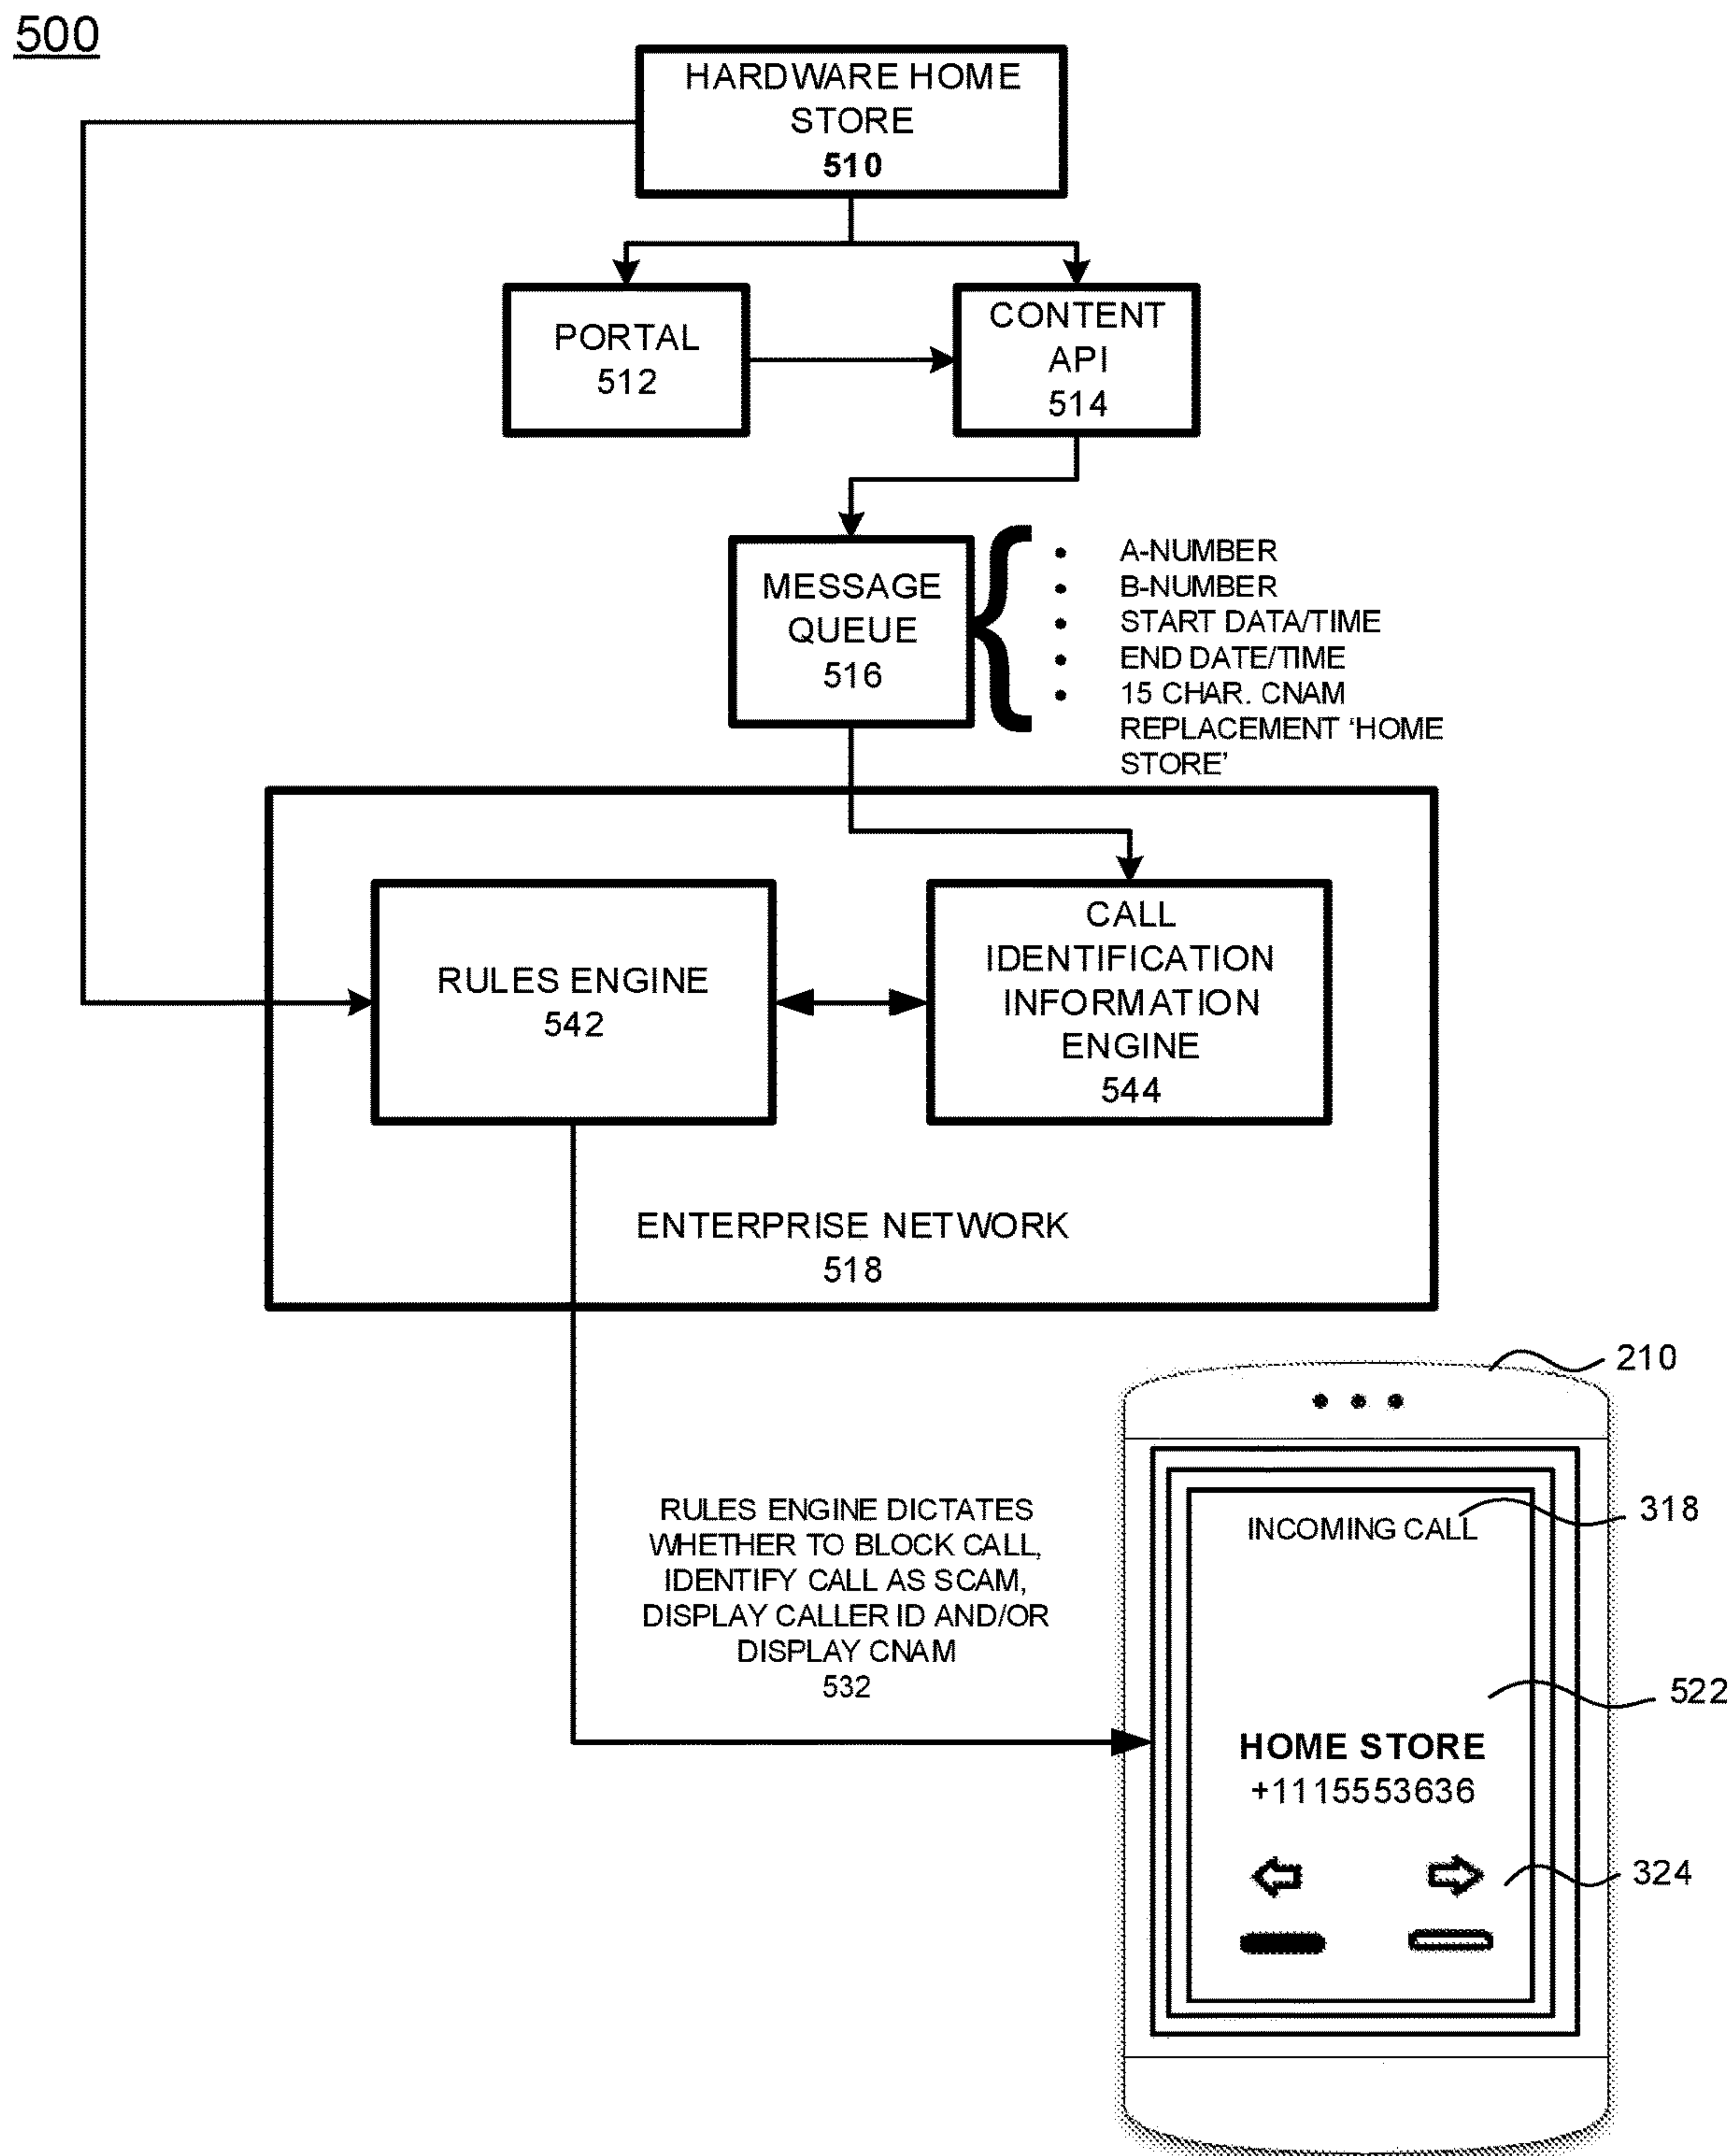 500
HARDWARE HOME
STORE
510
PORTAL
512
CONTENT
API
514
MESSAGE
QUEUE
516
• A-NUMBER
• B-NUMBER
• START DATA/TIME
• END DATE/TIME
• 15 CHAR. CNAM
REPLACEMENT ‘HOME
STORE’
RULES ENGINE
542
CALL
IDENTIFICATION
INFORMATION
ENGINE
544
ENTERPRISE NETWORK
518
RULES ENGINE DICTATES
WHETHER TO BLOCK CALL,
IDENTIFY CALL AS SCAM,
DISPLAY CALLER ID AND/OR
DISPLAY CNAM
532
210
INCOMING CALL
318
522
HOME STORE
+1115553636
324